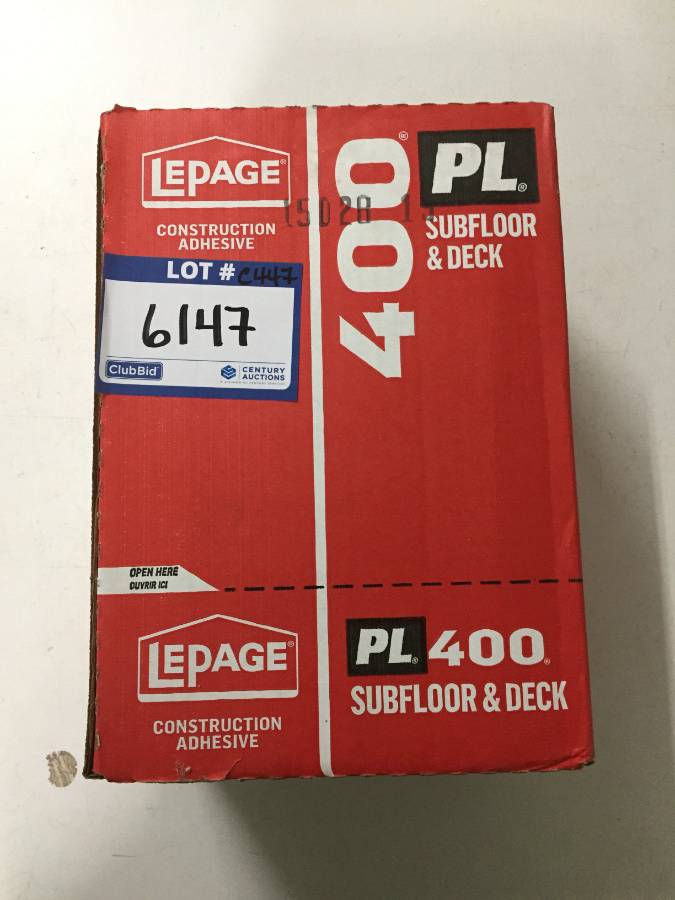 LEPAGE®
CONSTRUCTION
ADHESIVE
LOT # C447
6147
ClubBid
CENTURY
AUCTIONS
400®
PL®
SUBFLOOR
& DECK
OPEN HERE
OUVRIR ICI
LEPAGE®
CONSTRUCTION
ADHESIVE
PL® 400®
SUBFLOOR & DECK